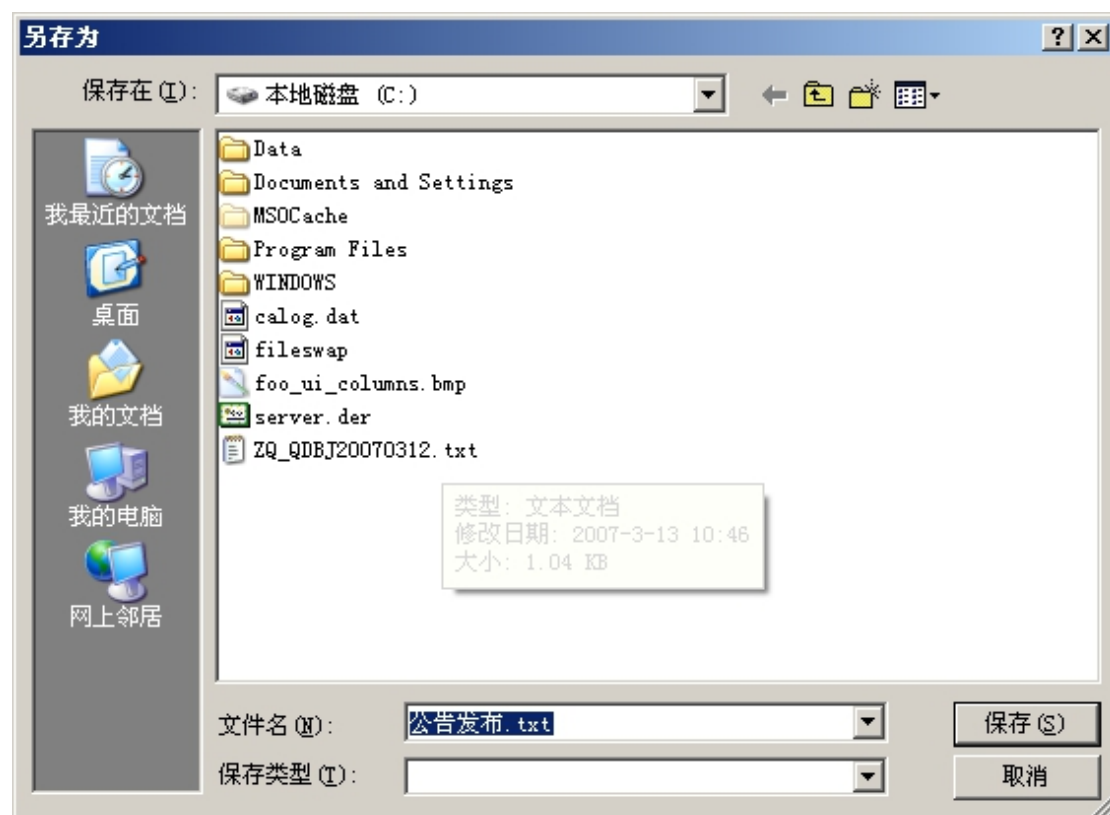 另存为
保存在(I):
本地磁盘 (C:)
我最近的文档
桌面
我的文档
我的电脑
网上邻居
Data
Documents and Settings
MSOCache
Program Files
WINDOWS
calog.dat
fileswap
foo_ui_columns.bmp
server.der
ZQ_QDBJ20070312.txt
类型: 文本文档
修改日期: 2007-3-13 10:46
大小: 1.04 KB
文件名(N):
公告发布.txt
保存(S)
保存类型(T):
取消